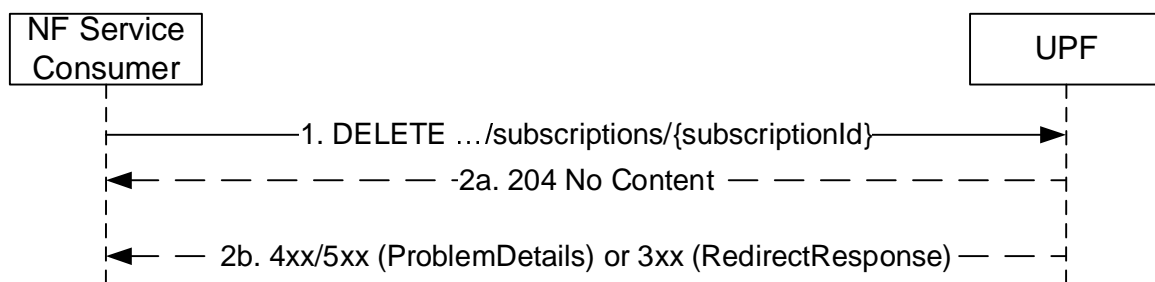 NF Service
Consumer
UPF
1. DELETE …/subscriptions/{subscriptionId}
2a. 204 No Content
2b. 4xx/5xx (ProblemDetails) or 3xx (RedirectResponse)